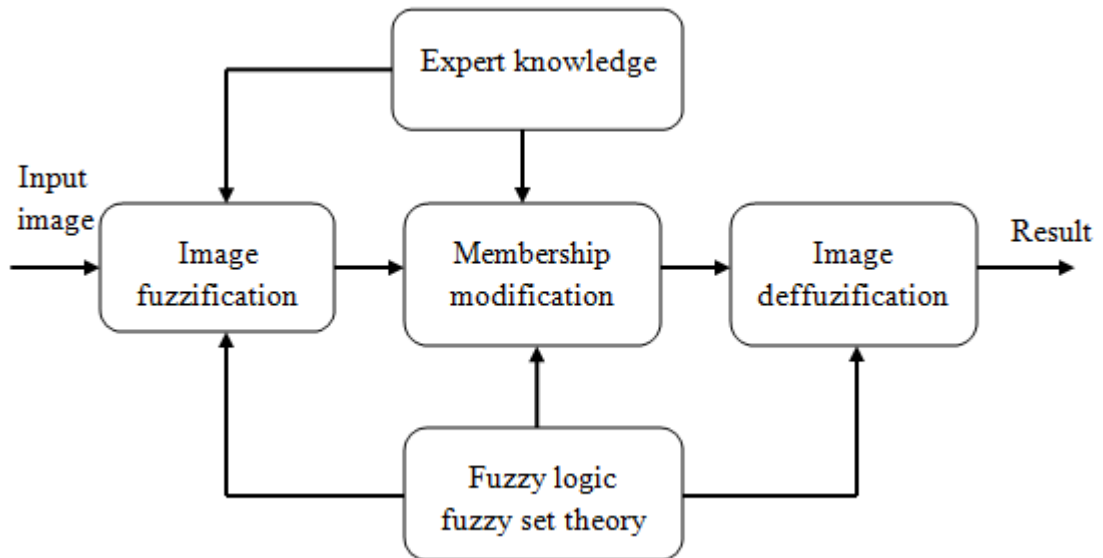 Expert knowledge
Input
image
Image
fuzzification
Membership
modification
Image
deffuzification
Result
Fuzzy logic
fuzzy set theory